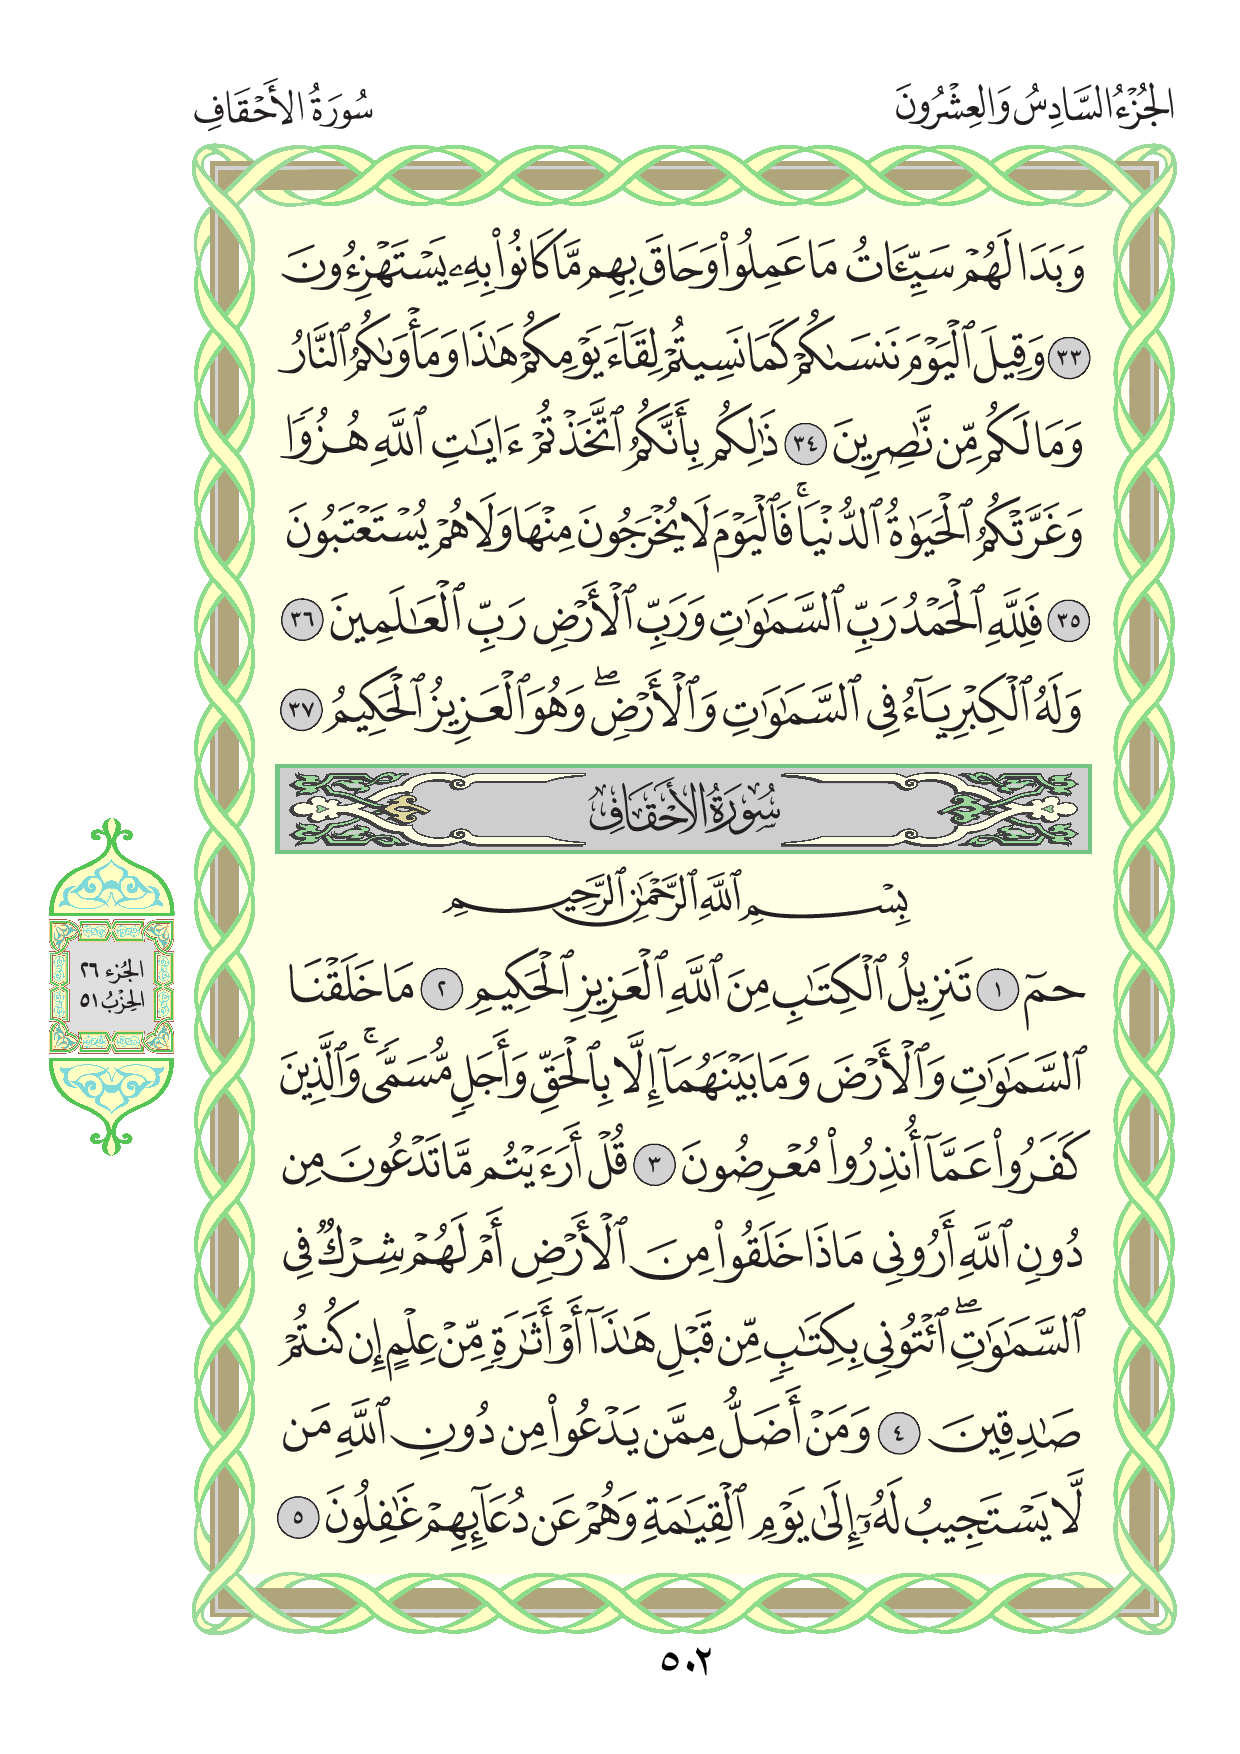 الجُزْءُ السَّادِسُ وَالعِشْرُونَ
سُورَةُ الأَحْقَافِ
وَبَدَا لَهُمْ سَيِّـَٔاتُ مَا عَمِلُوا۟ وَحَاقَ بِهِم مَّا كَانُوا۟ بِهِۦ يَسْتَهْزِءُونَ
٣٣ وَقِيلَ ٱلْيَوْمَ نَنسَىٰكُمْ كَمَا نَسِيتُمْ لِقَآءَ يَوْمِكُمْ هَـٰذَا وَمَأْوَىٰكُمُ ٱلنَّارُ
وَمَا لَكُم مِّن نَّـٰصِرِينَ ٣٤ ذَٰلِكُم بِأَنَّكُمُ ٱتَّخَذْتُمْ ءَايَـٰتِ ٱللَّهِ هُزُوًا
وَغَرَّتْكُمُ ٱلْحَيَوٰةُ ٱلدُّنْيَا ۚ فَٱلْيَوْمَ لَا يُخْرَجُونَ مِنْهَا وَلَا هُمْ يُسْتَعْتَبُونَ
٣٥ فَلِلَّهِ ٱلْحَمْدُ رَبِّ ٱلسَّمَـٰوَٰتِ وَرَبِّ ٱلْأَرْضِ رَبِّ ٱلْعَـٰلَمِينَ ٣٦
وَلَهُ ٱلْكِبْرِيَآءُ فِى ٱلسَّمَـٰوَٰتِ وَٱلْأَرْضِ ۖ وَهُوَ ٱلْعَزِيزُ ٱلْحَكِيمُ ٣٧
سُورَةُ الأَحْقَافِ
بِسْمِ ٱللَّهِ ٱلرَّحْمَـٰنِ ٱلرَّحِيمِ
حمٓ ١ تَنزِيلُ ٱلْكِتَـٰبِ مِنَ ٱللَّهِ ٱلْعَزِيزِ ٱلْحَكِيمِ ٢ مَا خَلَقْنَا
ٱلسَّمَـٰوَٰتِ وَٱلْأَرْضَ وَمَا بَيْنَهُمَآ إِلَّا بِٱلْحَقِّ وَأَجَلٍ مُّسَمًّى ۚ وَٱلَّذِينَ
كَفَرُوا۟ عَمَّآ أُنذِرُوا۟ مُعْرِضُونَ ٣ قُلْ أَرَءَيْتُم مَّا تَدْعُونَ مِن
دُونِ ٱللَّهِ أَرُونِى مَاذَا خَلَقُوا۟ مِنَ ٱلْأَرْضِ أَمْ لَهُمْ شِرْكٌ فِى
ٱلسَّمَـٰوَٰتِ ۖ ٱئْتُونِى بِكِتَـٰبٍ مِّن قَبْلِ هَـٰذَآ أَوْ أَثَـٰرَةٍ مِّنْ عِلْمٍ إِن كُنتُمْ
صَـٰدِقِينَ ٤ وَمَنْ أَضَلُّ مِمَّن يَدْعُوا۟ مِن دُونِ ٱللَّهِ مَن
لَّا يَسْتَجِيبُ لَهُۥٓ إِلَىٰ يَوْمِ ٱلْقِيَـٰمَةِ وَهُمْ عَن دُعَآئِهِمْ غَـٰفِلُونَ ٥
الجُزء ٢٦
الحِزْبُ ٥١
٥٠٢